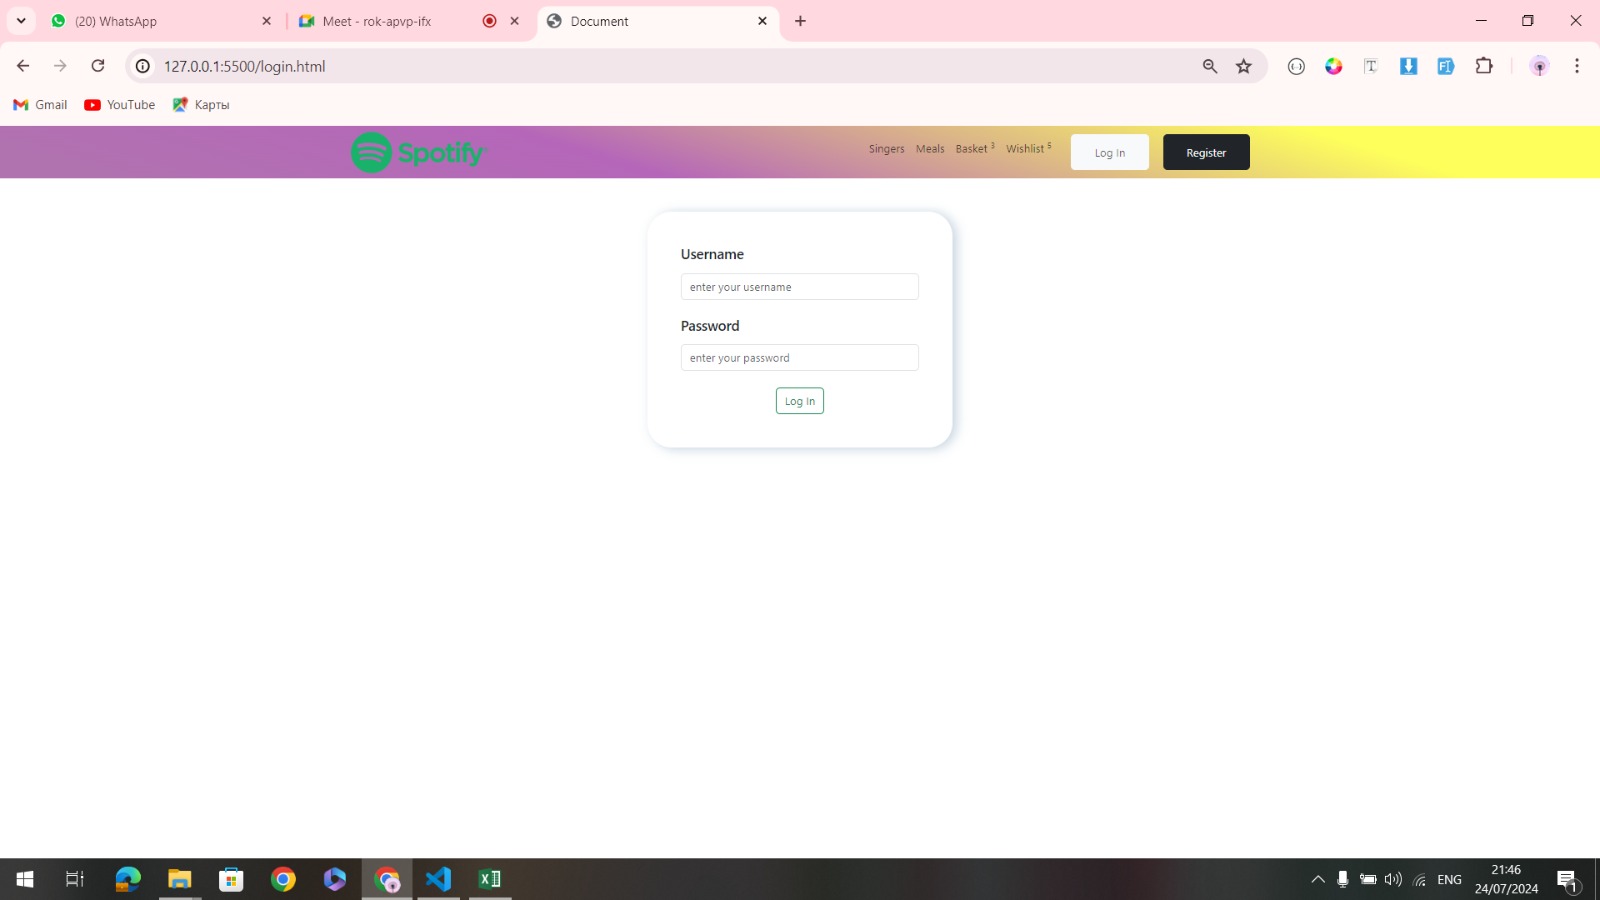 (20) WhatsApp
Meet - rok-apvp-ifx
Document
127.0.0.1:5500/login.html
Gmail
YouTube
Карты
Spotify
Singers
Meals
Basket 3
Wishlist 5
Log In
Register
Username
enter your username
Password
enter your password
Log In
ENG
21:46
24/07/2024
1